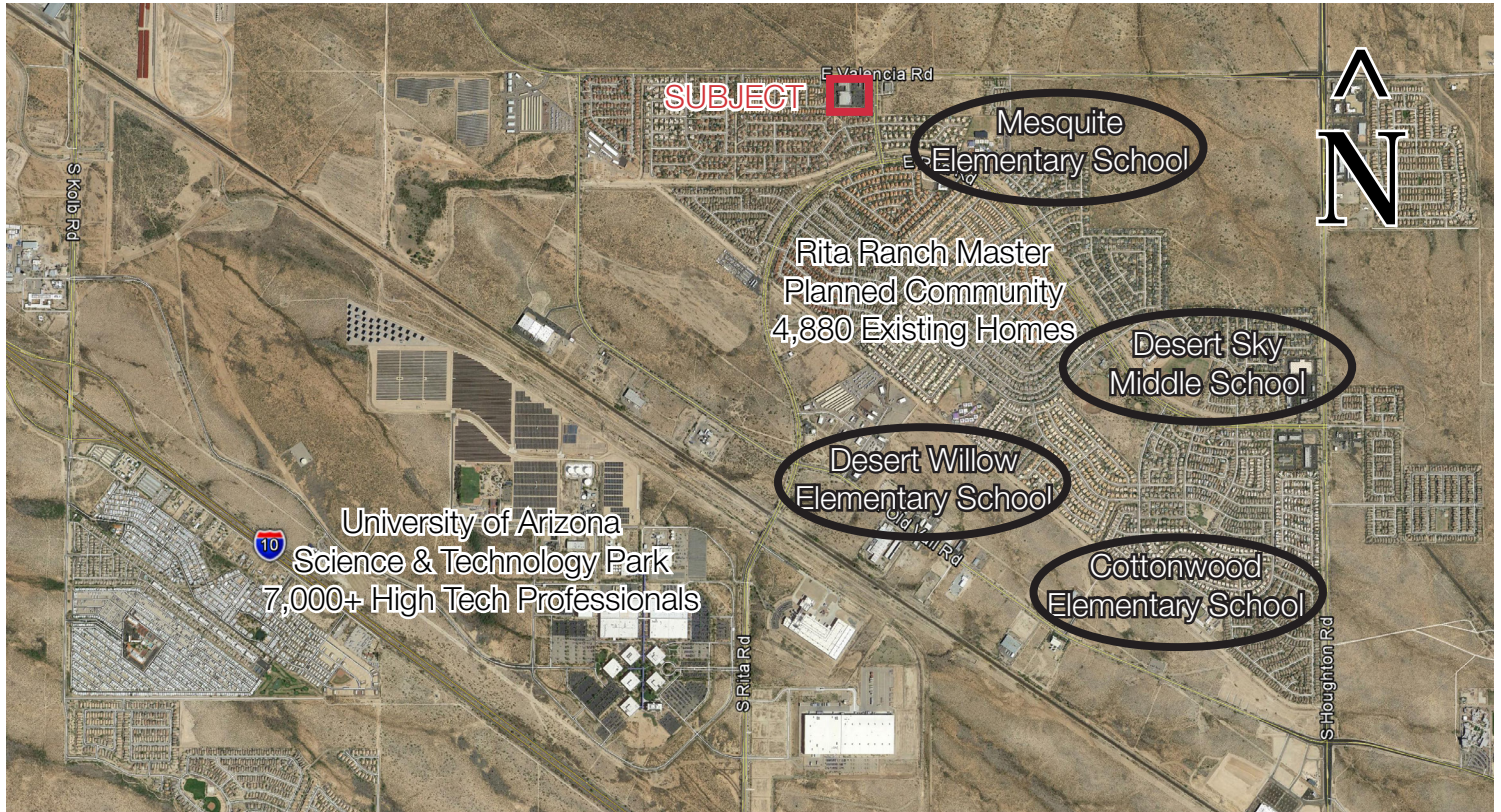 E Valencia Rd
SUBJECT
^
N
Mesquite
Elementary School
E
Rd
S Kolb Rd
Rita Ranch Master
Planned Community
4,880 Existing Homes
Desert Sky
Middle School
Desert Willow
Elementary School
Old Vail Rd
10
University of Arizona
Science & Technology Park
7,000+ High Tech Professionals
Cottonwood
Elementary School
S Rita Rd
S Houghton Rd